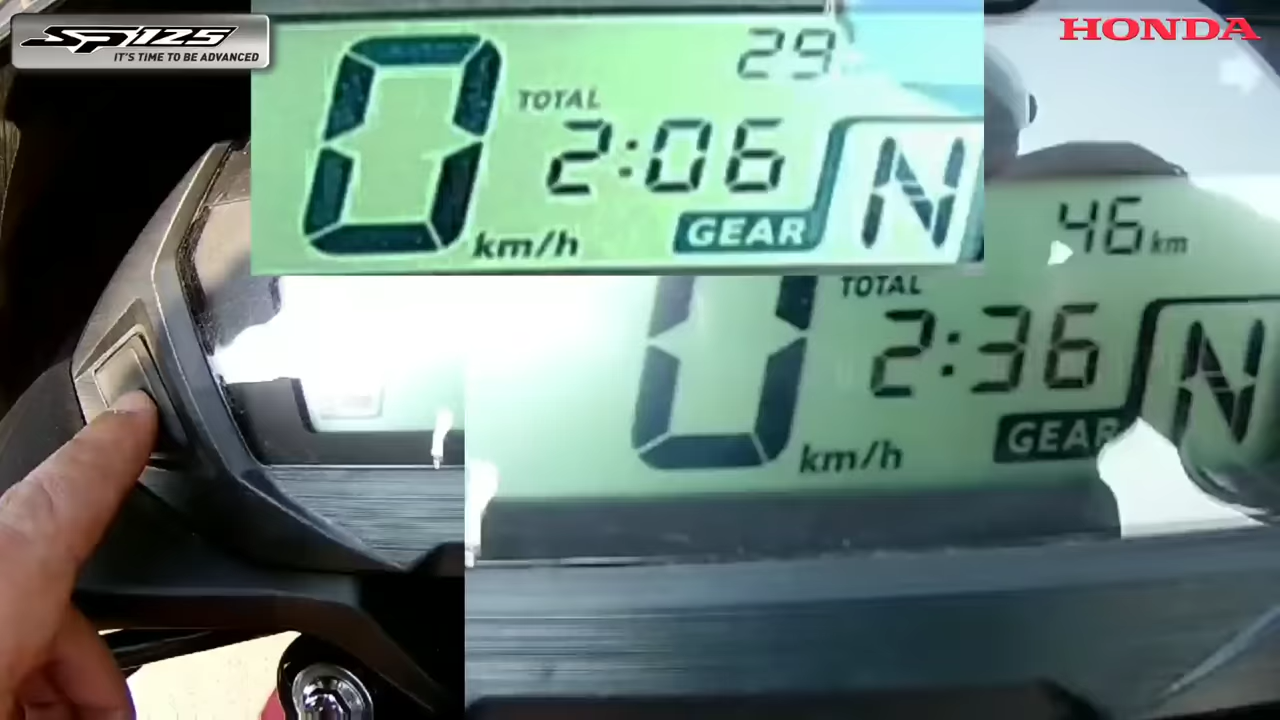 SP125
IT'S TIME TO BE ADVANCED
HONDA
0 km/h
TOTAL
29
2:06
GEAR N
0 km/h
TOTAL
46 km
2:36
GEAR N